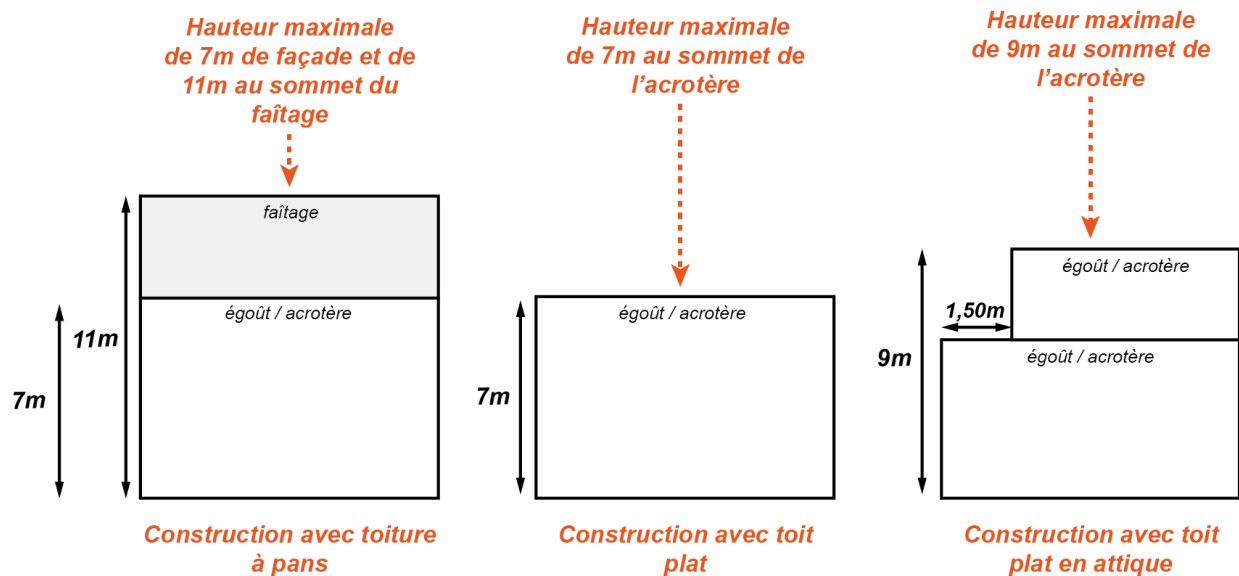 Hauteur maximale
de 7m de façade et de
11m au sommet du
faîtage
Hauteur maximale
de 7m au sommet de
l’acrotère
Hauteur maximale
de 9m au sommet de
l’acrotère
faîtage
égoût / acrotère
11m
7m
égoût / acrotère
7m
égoût / acrotère
1,50m
égoût / acrotère
9m
Construction avec toiture
à pans
Construction avec toit
plat
Construction avec toit
plat en attique